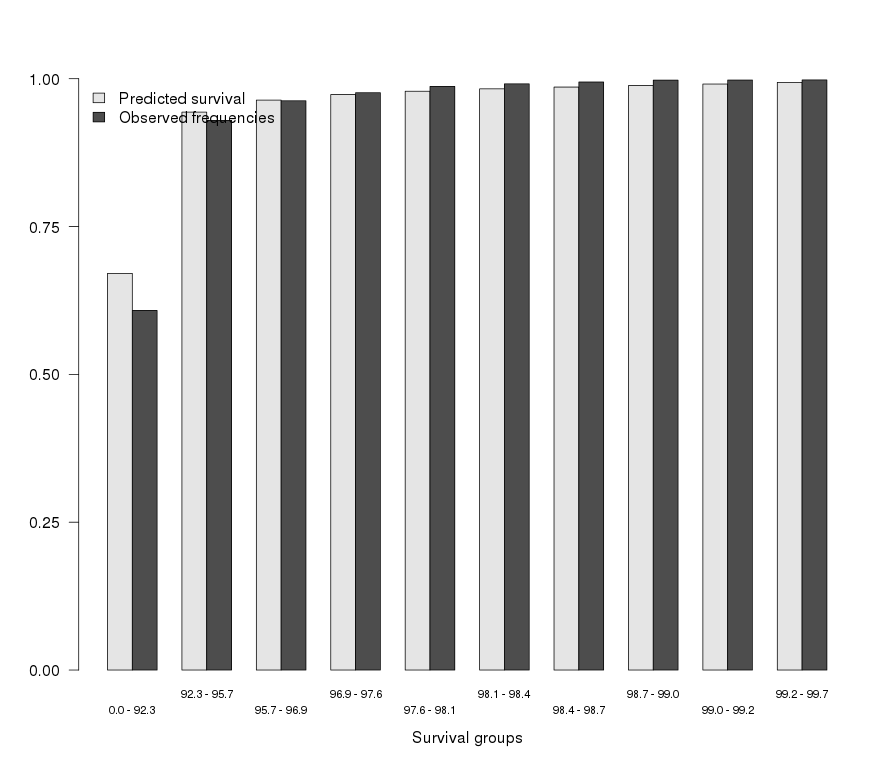 1.00
Predicted survival
Observed frequencies
0.75
0.50
0.25
0.00
92.3 - 95.7
96.9 - 97.6
98.1 - 98.4
98.7 - 99.0
99.2 - 99.7
0.0 - 92.3
95.7 - 96.9
97.6 - 98.1
98.4 - 98.7
99.0 - 99.2
Survival groups